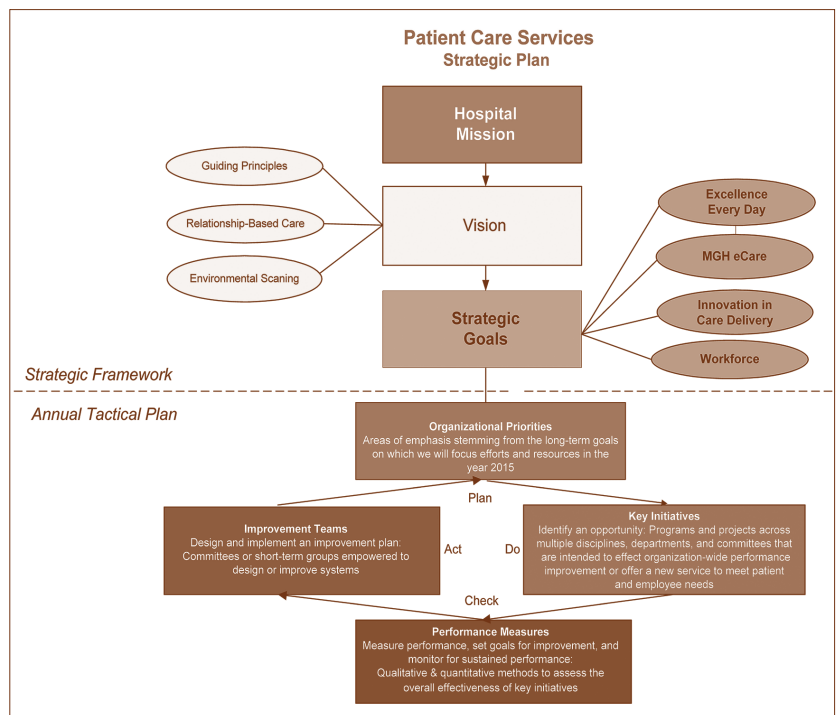 Patient Care Services
Strategic Plan
Hospital
Mission
Guiding Principles
Relationship-Based Care
Environmental Scaning
Vision
Excellence
Every Day
MGH eCare
Innovation in
Care Delivery
Workforce
Strategic
Goals
Strategic Framework
Annual Tactical Plan
Organizational Priorities
Areas of emphasis stemming from the long-term goals
on which we will focus efforts and resources in the
year 2015
Plan
Improvement Teams
Design and implement an improvement plan:
Committees or short-term groups empowered to
design or improve systems
Act
Do
Key Initiatives
Identify an opportunity: Programs and projects across
multiple disciplines, departments, and committees that
are intended to effect organization-wide performance
improvement or offer a new service to meet patient
and employee needs
Check
Performance Measures
Measure performance, set goals for improvement, and
monitor for sustained performance:
Qualitative & quantitative methods to assess the
overall effectiveness of key initiatives